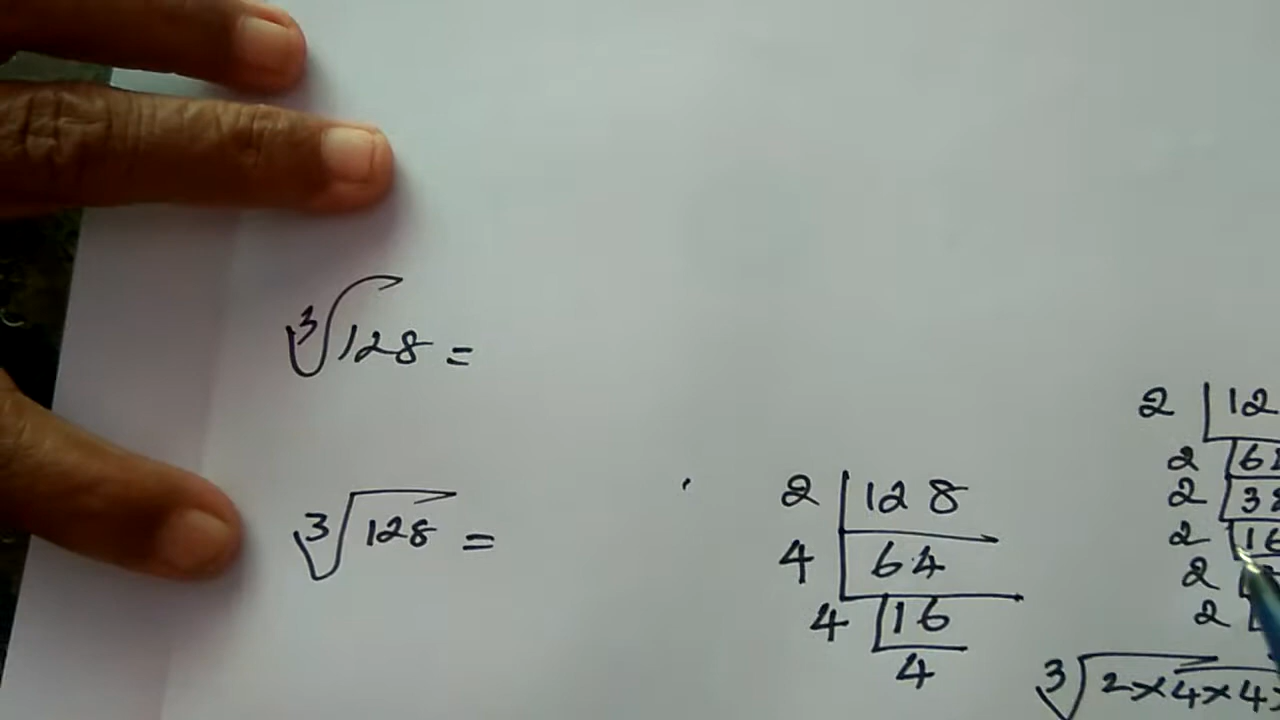 ∛128 =
∛128 =
2 | 128
4 | 64
4 | 16
4
2 | 12
2 | 6
2 | 3
2 | 16
2
2
∛2×4×4×